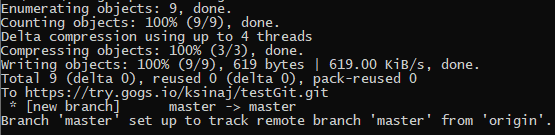 Enumerating objects: 9, done.
Counting objects: 100% (9/9), done.
Delta compression using up to 4 threads
Compressing objects: 100% (3/3), done.
Writing objects: 100% (9/9), 619 bytes | 619.00 KiB/s, done.
Total 9 (delta 0), reused 0 (delta 0), pack-reused 0
To https://try.gogs.io/ksinaj/testGit.git
 * [new branch]      master -> master
Branch 'master' set up to track remote branch 'master' from 'origin'.